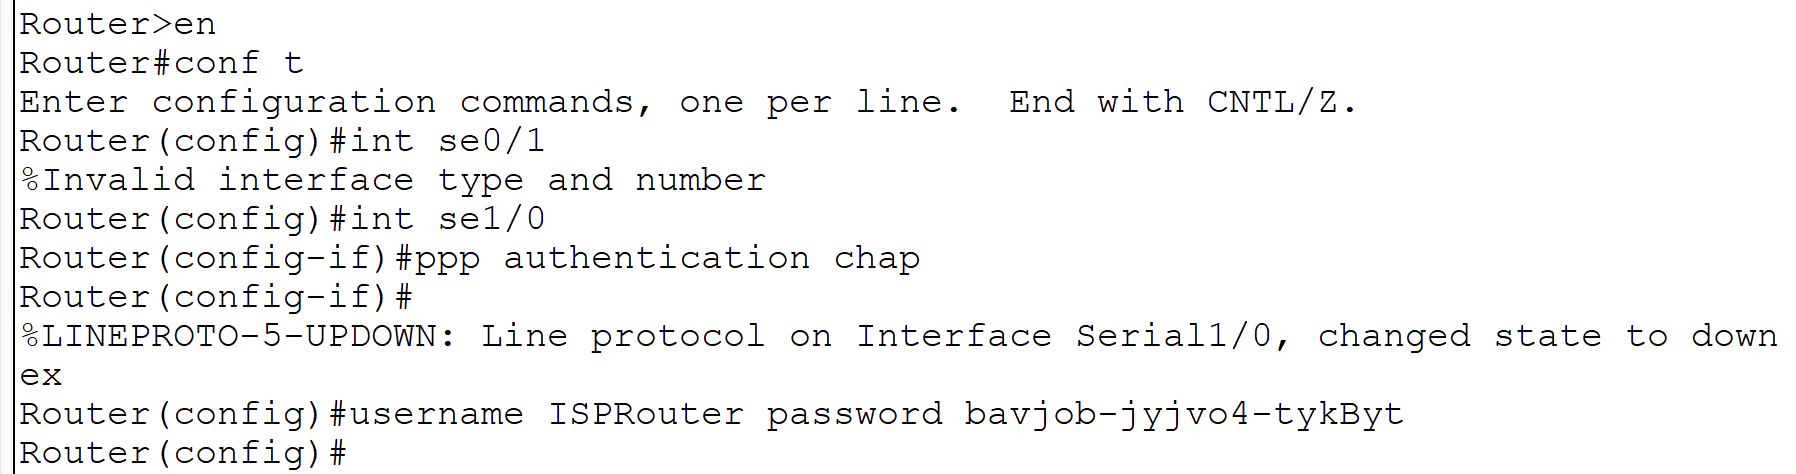 Router>en
Router#conf t
Enter configuration commands, one per line.  End with CNTL/Z.
Router(config)#int se0/1
%Invalid interface type and number
Router(config)#int se1/0
Router(config-if)#ppp authentication chap
Router(config-if)#
%LINEPROTO-5-UPDOWN: Line protocol on Interface Serial1/0, changed state to down
ex
Router(config)#username ISPRouter password bavjob-jyjvo4-tykByt
Router(config)#